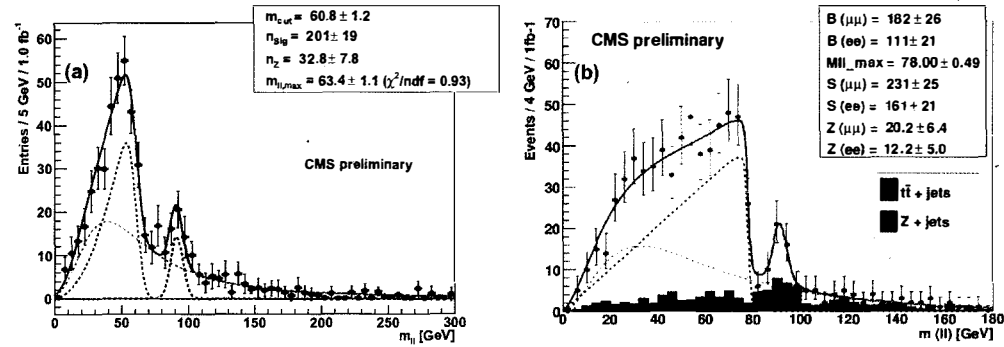 m_cut = 60.8 ± 1.2
n_Sig = 201 ± 19
n_Z = 32.8 ± 7.8
m_ll,max = 63.4 ± 1.1 (χ²/ndf = 0.93)
(a)
CMS preliminary
Entries / 5 GeV / 1.0 fb⁻¹
60
50
40
30
20
10
0
0 50 100 150 200 250 300
m_ll [GeV]
B (μμ) = 182 ± 26
B (ee) = 111 ± 21
Mll_max = 78.00 ± 0.49
S (μμ) = 231 ± 25
S (ee) = 161 ± 21
Z (μμ) = 20.2 ± 6.4
Z (ee) = 12.2 ± 5.0
CMS preliminary
(b)
tt̄ + jets
Z + jets
Events / 4 GeV / 1fb-1
70
60
50
40
30
20
10
0
0 20 40 60 80 100 120 140 160 180
m (ll) [GeV]